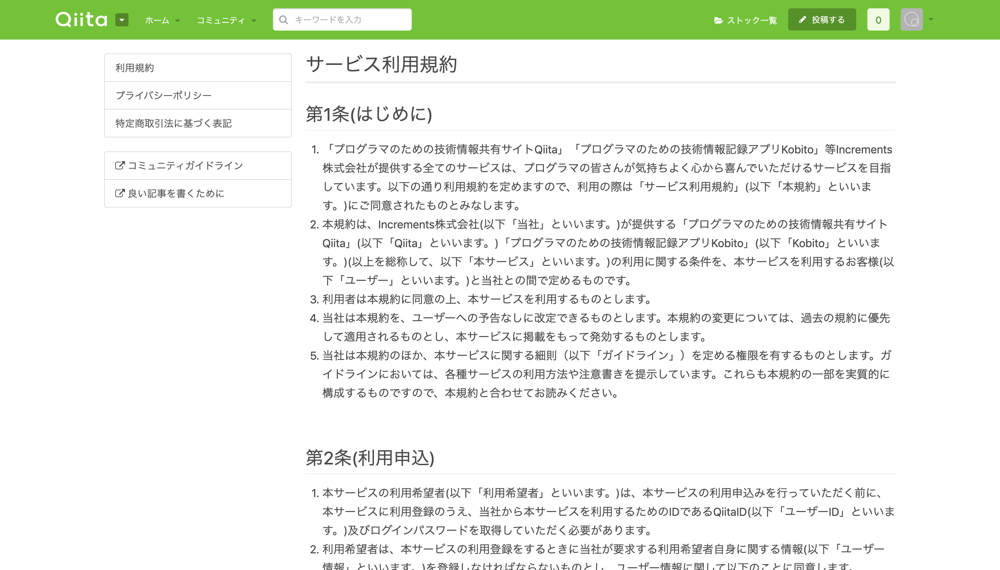 Qiita ホーム コミュニティ キーワードを入力 ストック一覧 投稿する 0
利用規約
プライバシーポリシー
特定商取引法に基づく表記
コミュニティガイドライン
良い記事を書くために
サービス利用規約
第1条(はじめに)
1. 「プログラマのための技術情報共有サイトQiita」「プログラマのための技術情報記録アプリKobito」等Increments
株式会社が提供する全てのサービスは、プログラマの皆さんが気持ちよく心から喜んでいただけるサービスを目指
しています。以下の通り利用規約を定めますので、利用の際は「サービス利用規約」(以下「本規約」といいま
す。)にご同意されたものとみなします。
2. 本規約は、Increments株式会社(以下「当社」といいます。)が提供する「プログラマのための技術情報共有サイト
Qiita」(以下「Qiita」といいます。)「プログラマのための技術情報記録アプリKobito」(以下「Kobito」といいま
す。)(以上を総称して、以下「本サービス」といいます。)の利用に関する条件を、本サービスを利用するお客様(以
下「ユーザー」といいます。)と当社との間で定めるものです。
3. 利用者は本規約に同意の上、本サービスを利用するものとします。
4. 当社は本規約を、ユーザーへの予告なしに改定できるものとします。本規約の変更については、過去の規約に優先
して適用されるものとし、本サービスに掲載をもって発効するものとします。
5. 当社は本規約のほか、本サービスに関する細則（以下「ガイドライン」）を定める権限を有するものとします。ガ
イドラインにおいては、各種サービスの利用方法や注意書きを提示しています。これらも本規約の一部を実質的に
構成するものですので、本規約と合わせてお読みください。
第2条(利用申込)
1. 本サービスの利用希望者(以下「利用希望者」といいます。)は、本サービスの利用申込みを行っていただく前に、
本サービスに利用登録のうえ、当社から本サービスを利用するためのIDであるQiitaID(以下「ユーザーID」といいま
す。)及びログインパスワードを取得していただく必要があります。
2. 利用希望者は、本サービスの利用登録をするときに当社が要求する利用希望者自身に関する情報(以下「ユーザー
情報」といいます。)を登録しなければならないものとし、ユーザー情報に関して以下のことに同意します。